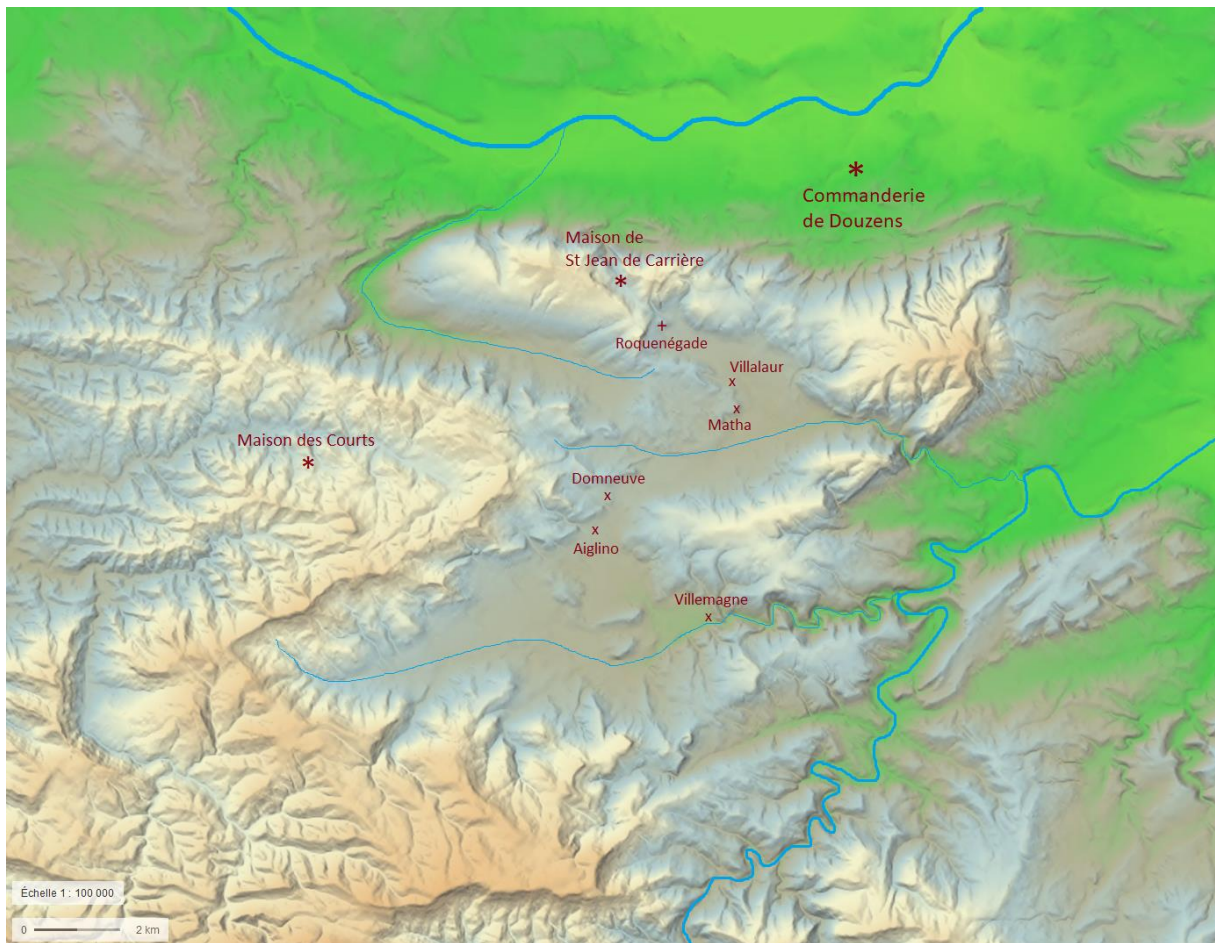 *
Commanderie
de Douzens
Maison de
St Jean de Carrière
*
+
Roquenégade
Villalaur
x
x
Matha
Maison des Courts
*
Domneuve
x
x
Aiglino
Villemagne
x
Échelle 1 : 100 000
0 2 km